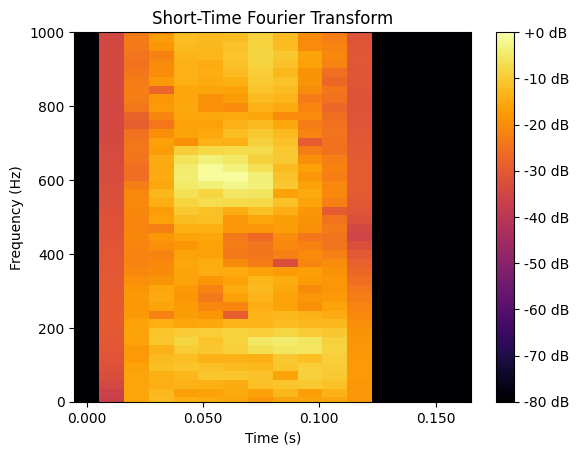 Short-Time Fourier Transform
1000
800
600
400
200
0
Frequency (Hz)
0.000
0.050
0.100
0.150
Time (s)
+0 dB
-10 dB
-20 dB
-30 dB
-40 dB
-50 dB
-60 dB
-70 dB
-80 dB